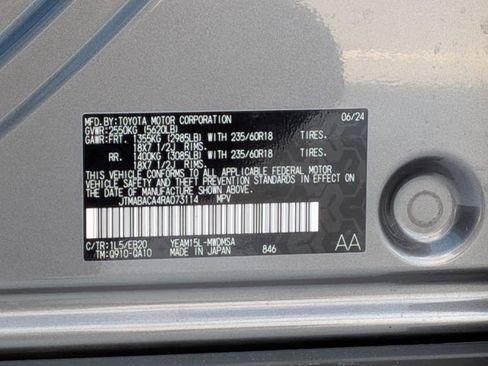 MFD. BY:TOYOTA MOTOR CORPORATION 06/24
GVWR: 2550KG (5620LB)
GAWR: FRT. 1355KG (2985LB) WITH 235/60R18 TIRES.
18X7 1/2J RIMS.
RR. 1400KG (3085LB) WITH 235/60R18 TIRES.
18X7 1/2J RIMS.
THIS VEHICLE CONFORMS TO ALL APPLICABLE FEDERAL MOTOR
VEHICLE SAFETY STANDARDS IN EFFECT ON THE DATE
OF MANUFACTURE SHOWN ABOVE.
JTMABACA4RA073114 MPV
C/TR: 1L5/EB20 YEAM15L-MWDMSA
TM: Q910-QA10 MADE IN JAPAN 846 AA